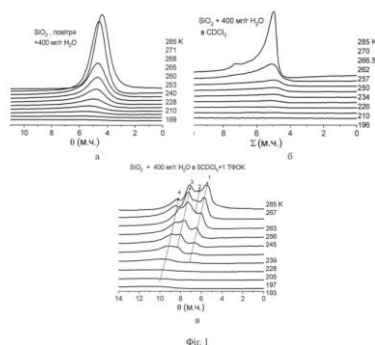 SiO₂ , повітря
+400 мг/г H₂O
285 K
271
268
265
260
253
240
228
210
199
10 8 6 4 2 0
θ (м.ч.)
а
SiO₂ + 400 мг/г H₂O
в CDCl₃
285 K
270
266.5
262
257
250
234
226
210
196
8 6 4 2 0
Σ (м.ч.)
б
SiO₂ + 400 мг/г H₂O в 5CDCl₃+1 ТФОК
4
3
2
1
285 K
267
263
256
245
239
228
205
197
193
14 12 10 8 6 4 2 0
θ (м.ч.)
в
Фіг. 1